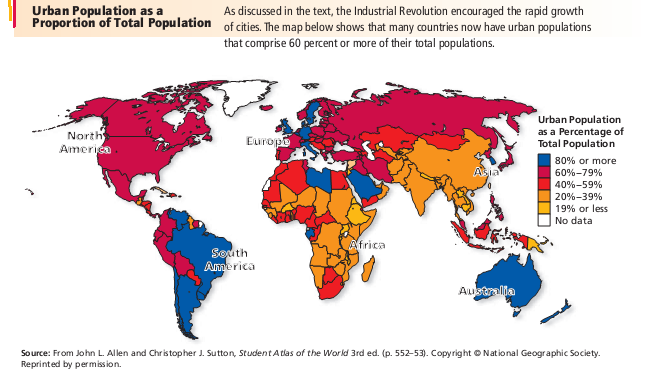 Urban Population as a
Proportion of Total Population
As discussed in the text, the Industrial Revolution encouraged the rapid growth
of cities. The map below shows that many countries now have urban populations
that comprise 60 percent or more of their total populations.
North
America
Europe
Asia
Africa
South
America
Australia
Urban Population
as a Percentage of
Total Population
80% or more
60%–79%
40%–59%
20%–39%
19% or less
No data
Source: From John L. Allen and Christopher J. Sutton, Student Atlas of the World 3rd ed. (p. 552–53). Copyright © National Geographic Society.
Reprinted by permission.